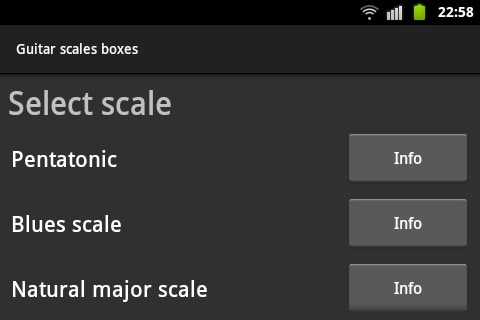 22:58
Guitar scales boxes
Select scale
Pentatonic Info
Blues scale Info
Natural major scale Info